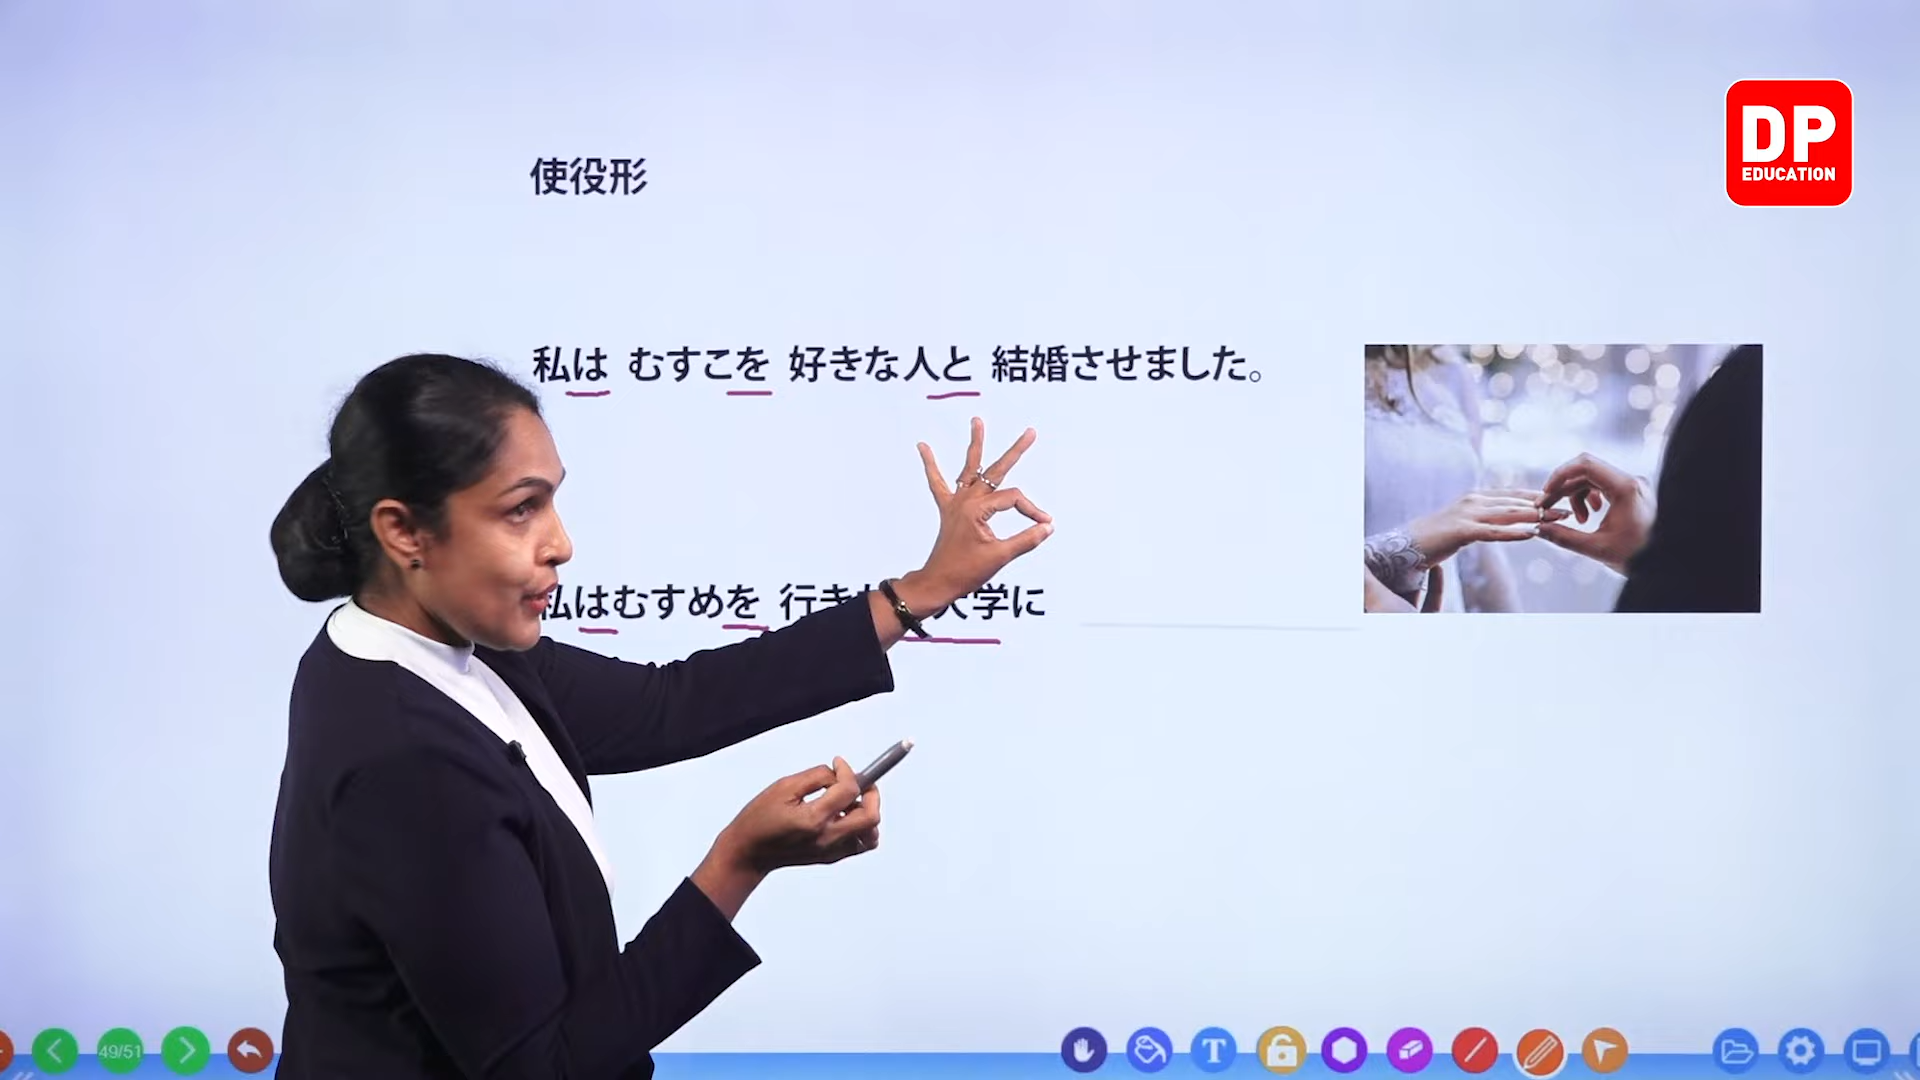 DP
EDUCATION
使役形
私は むすこを 好きな人と 結婚させました。
私はむすめを 行き 大学に
49/51
T